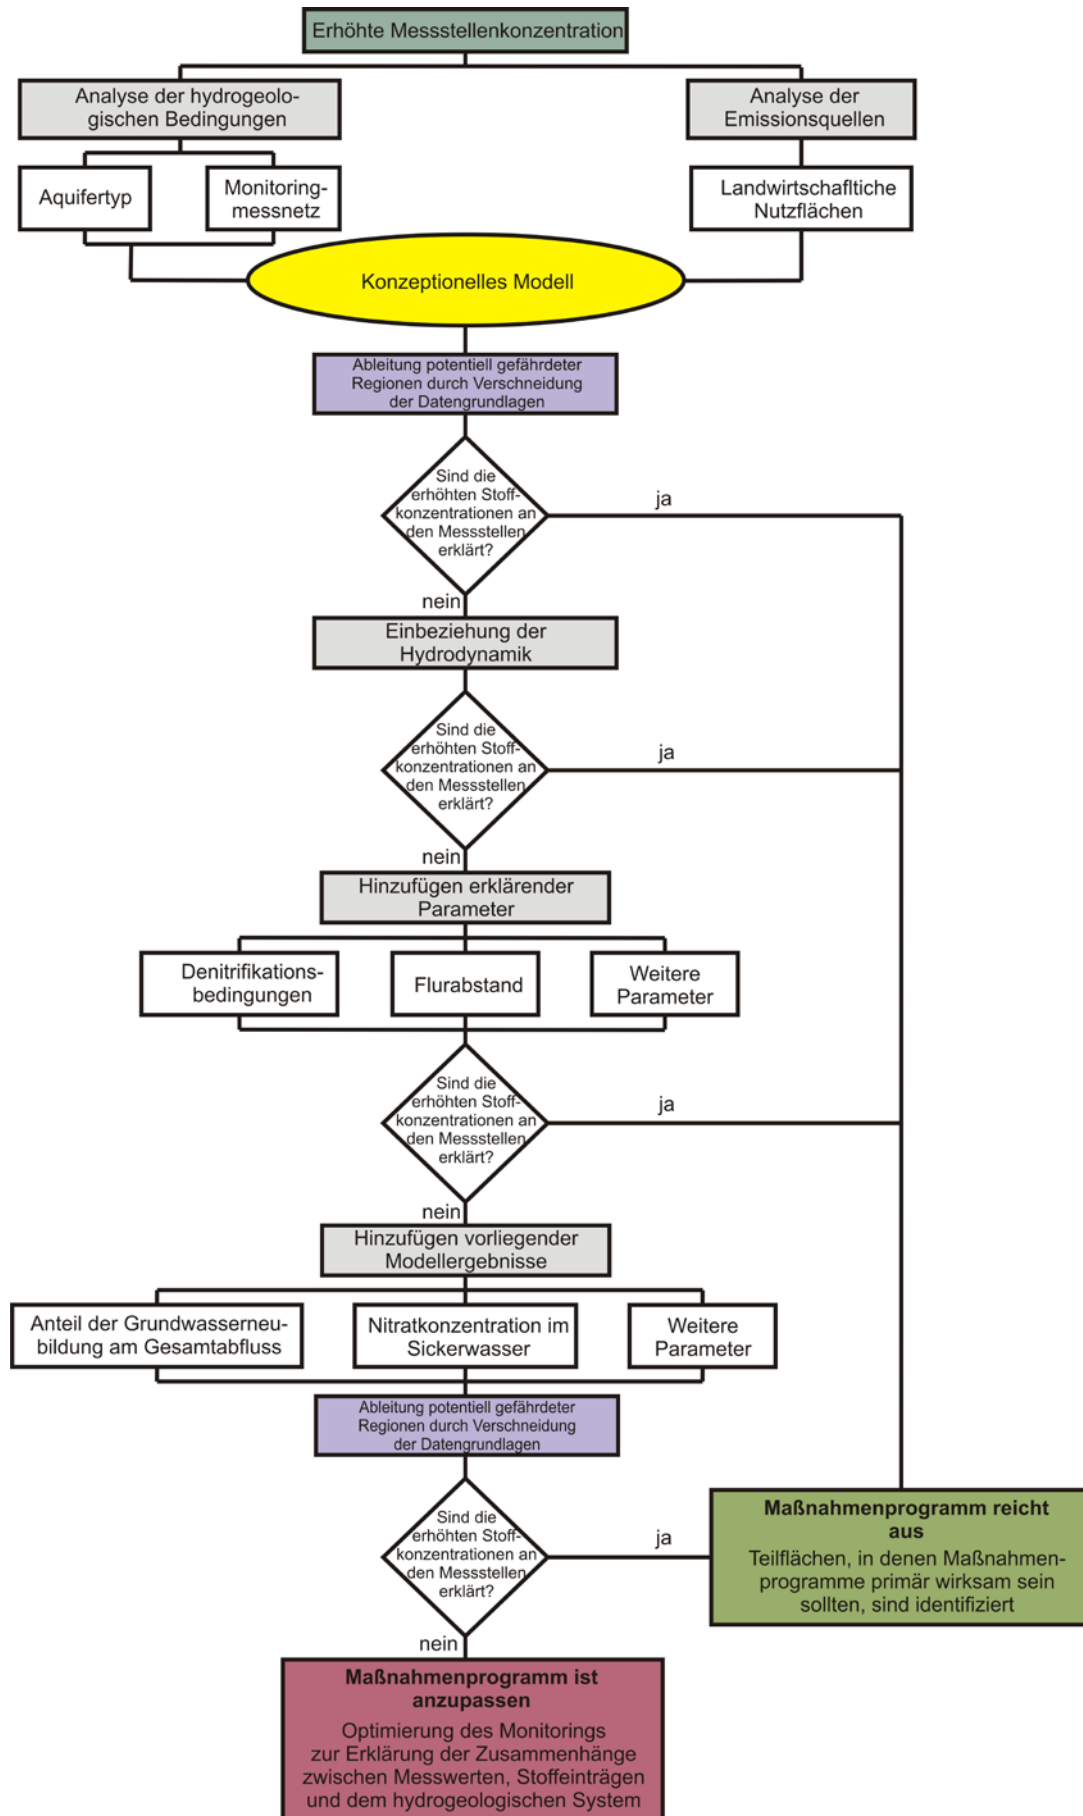 Erhöhte Messstellenkonzentration
Analyse der hydrogeolo-
gischen Bedingungen
Analyse der
Emissionsquellen
Aquifertyp
Monitoring-
messnetz
Landwirtschafltiche
Nutzflächen
Konzeptionelles Modell
Ableitung potentiell gefährdeter
Regionen durch Verschneidung
der Datengrundlagen
Sind die
erhöhten Stoff-
konzentrationen an
den Messstellen
erklärt?
ja
nein
Einbeziehung der
Hydrodynamik
Sind die
erhöhten Stoff-
konzentrationen an
den Messstellen
erklärt?
ja
nein
Hinzufügen erklärender
Parameter
Denitrifikations-
bedingungen
Flurabstand
Weitere
Parameter
Sind die
erhöhten Stoff-
konzentrationen an
den Messstellen
erklärt?
ja
nein
Hinzufügen vorliegender
Modellergebnisse
Anteil der Grundwasserneu-
bildung am Gesamtabfluss
Nitratkonzentration im
Sickerwasser
Weitere
Parameter
Ableitung potentiell gefährdeter
Regionen durch Verschneidung
der Datengrundlagen
Sind die
erhöhten Stoff-
konzentrationen an
den Messstellen
erklärt?
ja
Maßnahmenprogramm reicht
aus
Teilflächen, in denen Maßnahmen-
programme primär wirksam sein
sollten, sind identifiziert
nein
Maßnahmenprogramm ist
anzupassen
Optimierung des Monitorings
zur Erklärung der Zusammenhänge
zwischen Messwerten, Stoffeinträgen
und dem hydrogeologischen System